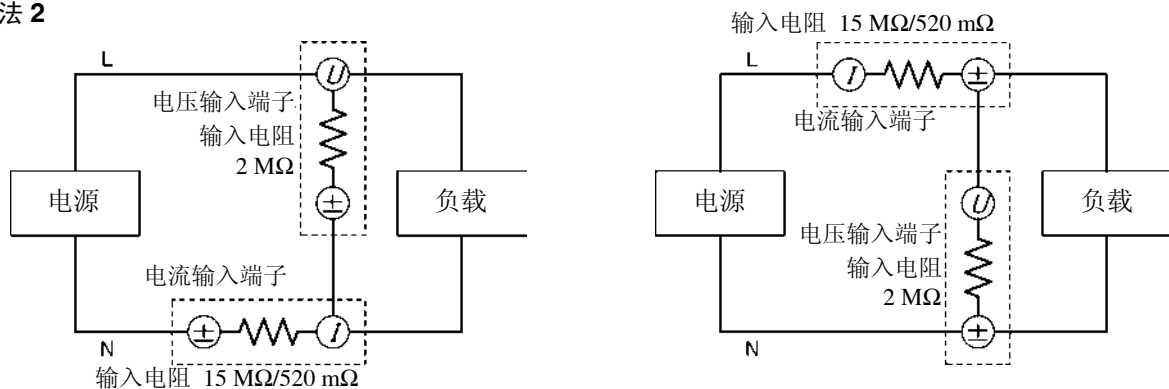 法 2
L
U
电压输入端子
输入电阻
2 MΩ
±
电源
负载
电流输入端子
±
I
N
输入电阻 15 MΩ/520 mΩ
输入电阻 15 MΩ/520 mΩ
L
I
±
电流输入端子
电源
负载
U
电压输入端子
输入电阻
2 MΩ
±
N